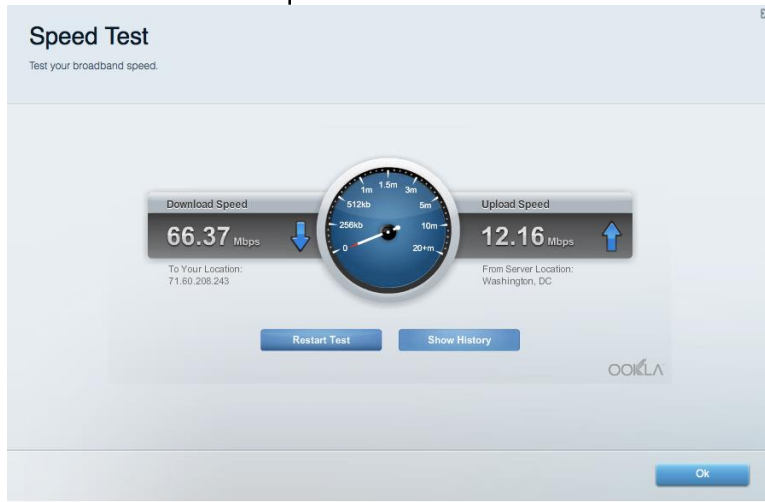 Speed Test
Test your broadband speed.
Download Speed
66.37 Mbps
To Your Location:
71.60.208.243
0
256kb
512kb
1m
1.5m
3m
5m
10m
20+m
Upload Speed
12.16 Mbps
From Server Location:
Washington, DC
Restart Test
Show History
OOKLA
Ok